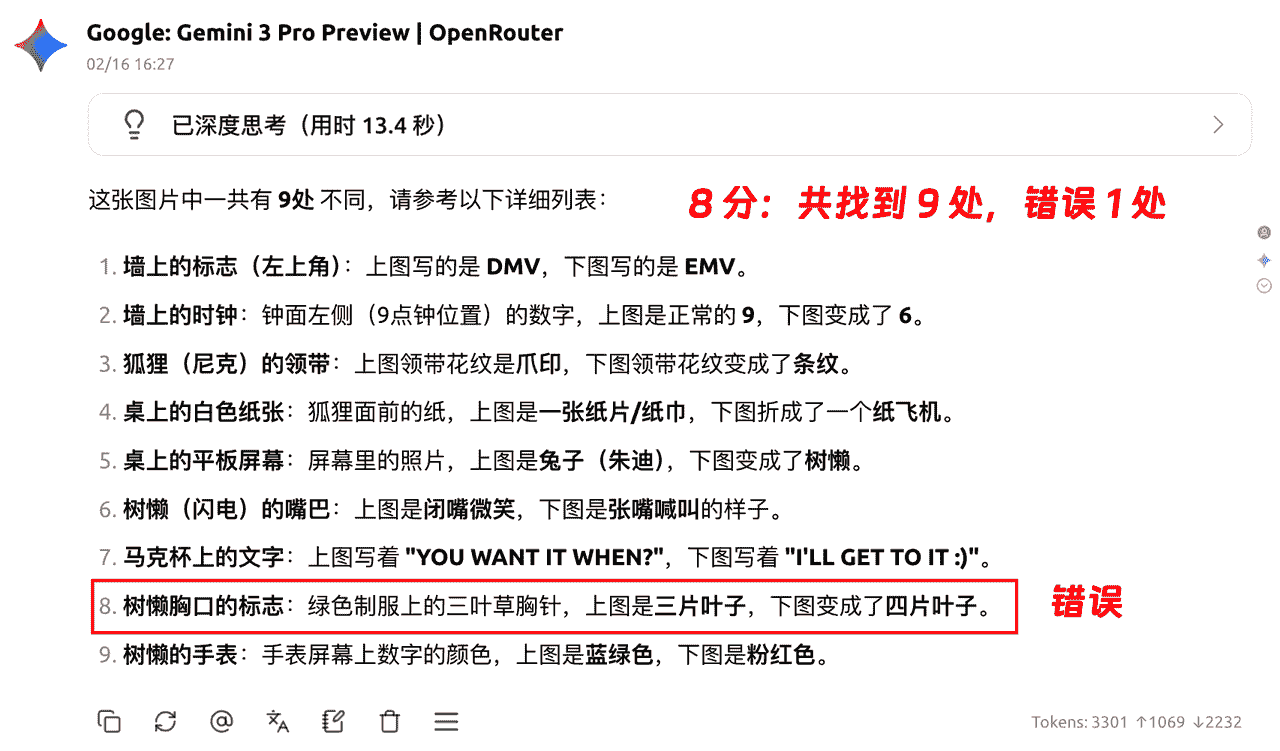 Google: Gemini 3 Pro Preview | OpenRouter
02/16 16:27
已深度思考（用时 13.4 秒）
这张图片中一共有 9处 不同，请参考以下详细列表：
8 分：共找到 9 处，错误 1 处
1. 墙上的标志（左上角）：上图写的是 DMV，下图写的是 EMV。
2. 墙上的时钟：钟面左侧（9点钟位置）的数字，上图是正常的 9，下图变成了 6。
3. 狐狸（尼克）的领带：上图领带花纹是爪印，下图领带花纹变成了条纹。
4. 桌上的白色纸张：狐狸面前的纸，上图是一张纸片/纸巾，下图折成了一个纸飞机。
5. 桌上的平板屏幕：屏幕里的照片，上图是兔子（朱迪），下图变成了树懒。
6. 树懒（闪电）的嘴巴：上图是闭嘴微笑，下图是张嘴喊叫的样子。
7. 马克杯上的文字：上图写着 "YOU WANT IT WHEN?"，下图写着 "I'LL GET TO IT :)"。
8. 树懒胸口的标志：绿色制服上的三叶草胸针，上图是三片叶子，下图变成了四片叶子。
错误
9. 树懒的手表：手表屏幕上数字的颜色，上图是蓝绿色，下图是粉红色。
Tokens: 3301 ↑1069 ↓2232